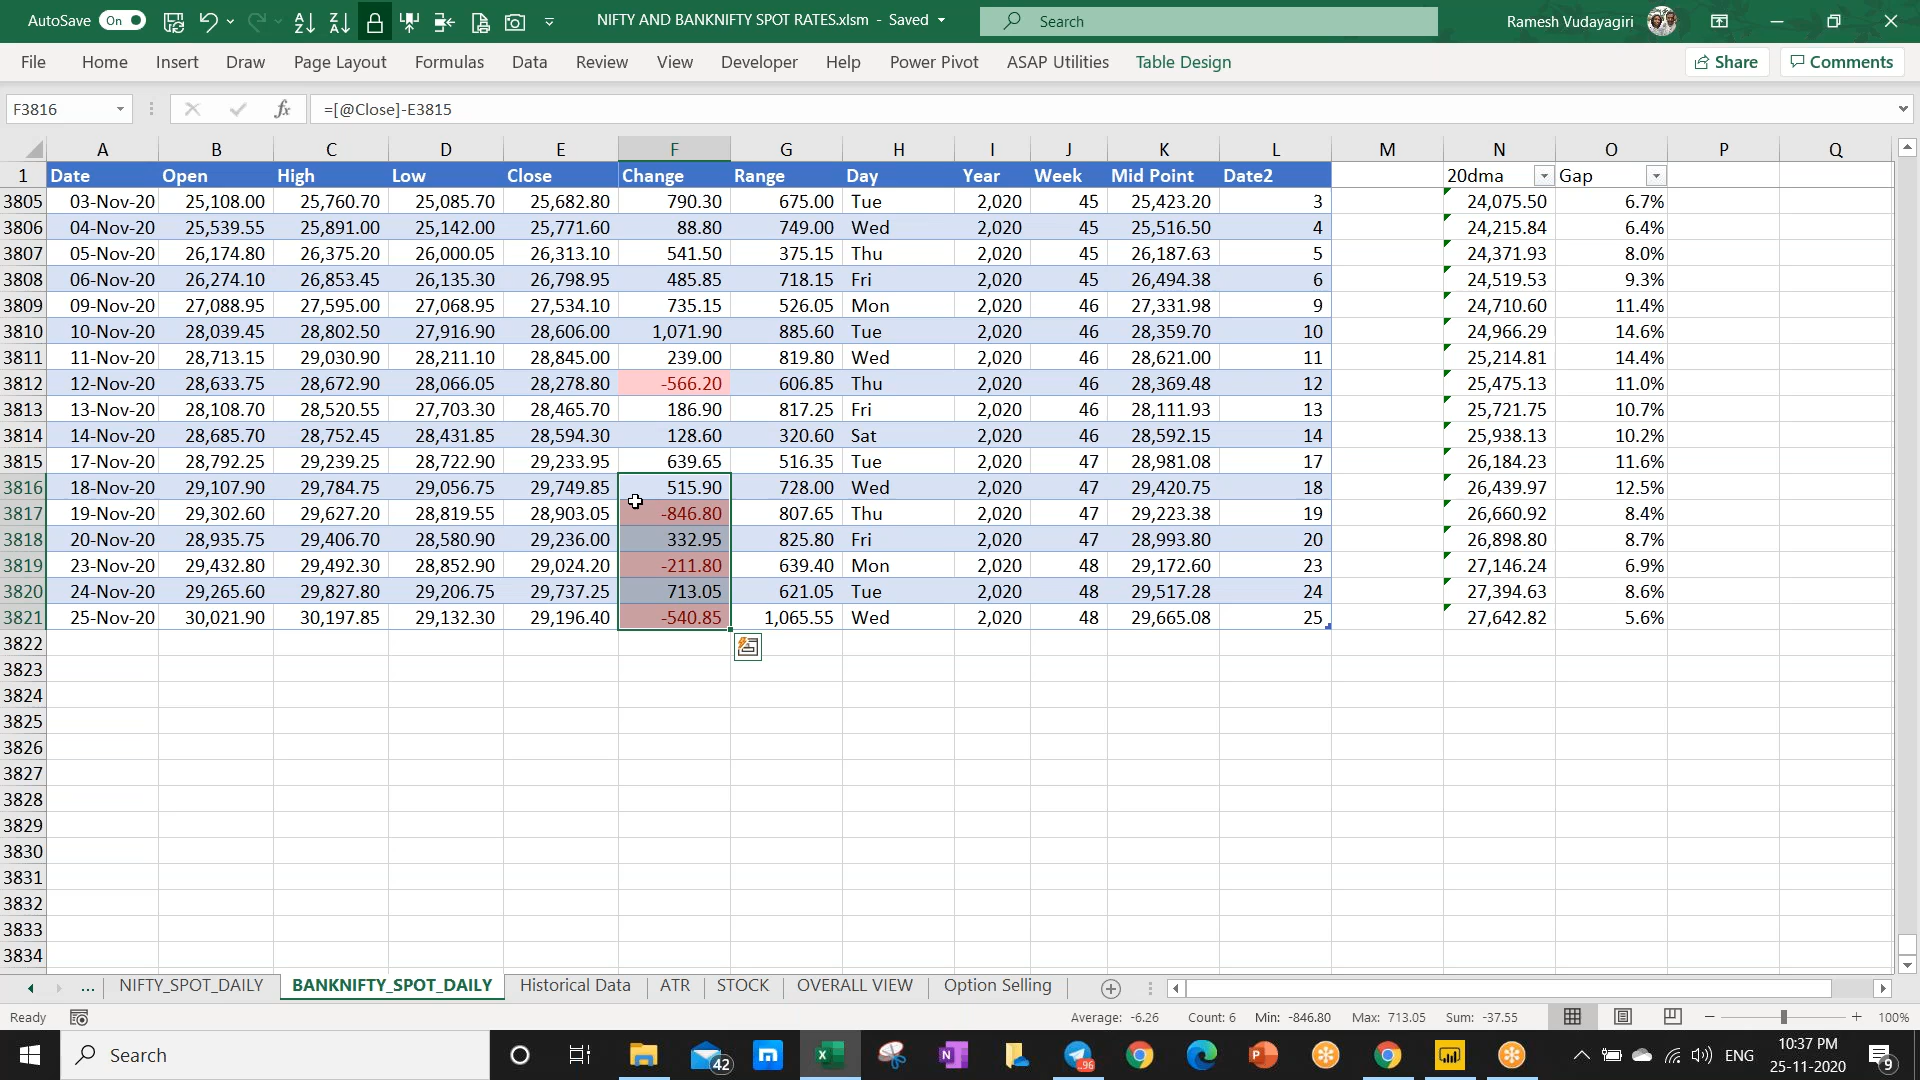 AutoSave On NIFTY AND BANKNIFTY SPOT RATES.xlsm - Saved Search Ramesh Vudayagiri
File Home Insert Draw Page Layout Formulas Data Review View Developer Help Power Pivot ASAP Utilities Table Design Share Comments
F3816 fx =[@Close]-E3815
A B C D E F G H I J K L M N O P Q
1 Date Open High Low Close Change Range Day Year Week Mid Point Date2 20dma Gap
3805 03-Nov-20 25,108.00 25,760.70 25,085.70 25,682.80 790.30 675.00 Tue 2,020 45 25,423.20 3 24,075.50 6.7%
3806 04-Nov-20 25,539.55 25,891.00 25,142.00 25,771.60 88.80 749.00 Wed 2,020 45 25,516.50 4 24,215.84 6.4%
3807 05-Nov-20 26,174.80 26,375.20 26,000.05 26,313.10 541.50 375.15 Thu 2,020 45 26,187.63 5 24,371.93 8.0%
3808 06-Nov-20 26,274.10 26,853.45 26,135.30 26,798.95 485.85 718.15 Fri 2,020 45 26,494.38 6 24,519.53 9.3%
3809 09-Nov-20 27,088.95 27,595.00 27,068.95 27,534.10 735.15 526.05 Mon 2,020 46 27,331.98 9 24,710.60 11.4%
3810 10-Nov-20 28,039.45 28,802.50 27,916.90 28,606.00 1,071.90 885.60 Tue 2,020 46 28,359.70 10 24,966.29 14.6%
3811 11-Nov-20 28,713.15 29,030.90 28,211.10 28,845.00 239.00 819.80 Wed 2,020 46 28,621.00 11 25,214.81 14.4%
3812 12-Nov-20 28,633.75 28,672.90 28,066.05 28,278.80 -566.20 606.85 Thu 2,020 46 28,369.48 12 25,475.13 11.0%
3813 13-Nov-20 28,108.70 28,520.55 27,703.30 28,465.70 186.90 817.25 Fri 2,020 46 28,111.93 13 25,721.75 10.7%
3814 14-Nov-20 28,685.70 28,752.45 28,431.85 28,594.30 128.60 320.60 Sat 2,020 46 28,592.15 14 25,938.13 10.2%
3815 17-Nov-20 28,792.25 29,239.25 28,722.90 29,233.95 639.65 516.35 Tue 2,020 47 28,981.08 17 26,184.23 11.6%
3816 18-Nov-20 29,107.90 29,784.75 29,056.75 29,749.85 515.90 728.00 Wed 2,020 47 29,420.75 18 26,439.97 12.5%
3817 19-Nov-20 29,302.60 29,627.20 28,819.55 28,903.05 -846.80 807.65 Thu 2,020 47 29,223.38 19 26,660.92 8.4%
3818 20-Nov-20 28,935.75 29,406.70 28,580.90 29,236.00 332.95 825.80 Fri 2,020 47 28,993.80 20 26,898.80 8.7%
3819 23-Nov-20 29,432.80 29,492.30 28,852.90 29,024.20 -211.80 639.40 Mon 2,020 48 29,172.60 23 27,146.24 6.9%
3820 24-Nov-20 29,265.60 29,827.80 29,206.75 29,737.25 713.05 621.05 Tue 2,020 48 29,517.28 24 27,394.63 8.6%
3821 25-Nov-20 30,021.90 30,197.85 29,132.30 29,196.40 -540.85 1,065.55 Wed 2,020 48 29,665.08 25 27,642.82 5.6%
3822
3823
3824
3825
3826
3827
3828
3829
3830
3831
3832
3833
3834
... NIFTY_SPOT_DAILY BANKNIFTY_SPOT_DAILY Historical Data ATR STOCK OVERALL VIEW Option Selling
Ready Average: -6.26 Count: 6 Min: -846.80 Max: 713.05 Sum: -37.55 100%
Search 42 96 ENG 10:37 PM
25-11-2020 9